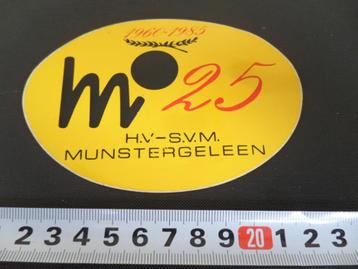 1960-1985
m 25
H.V.-S.V.M.
MUNSTERGELEEN
2 3 4 5 6 7 8 9 20 1 2 3